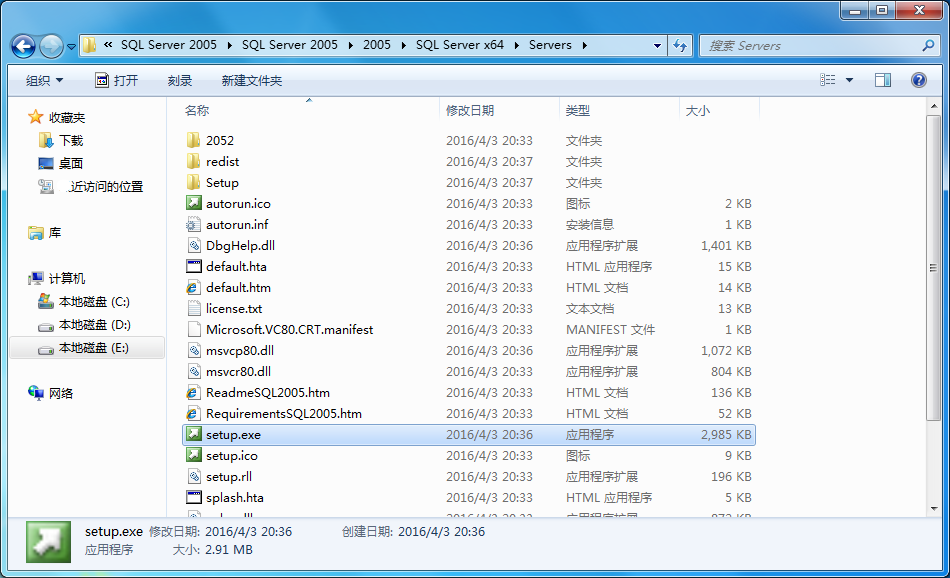 « SQL Server 2005 ▸ SQL Server 2005 ▸ 2005 ▸ SQL Server x64 ▸ Servers ▸
搜索 Servers
组织 打开 刻录 新建文件夹
收藏夹
下载
桌面
近访问的位置
库
计算机
本地磁盘 (C:)
本地磁盘 (D:)
本地磁盘 (E:)
网络
名称 修改日期 类型 大小
2052 2016/4/3 20:33 文件夹
redist 2016/4/3 20:37 文件夹
Setup 2016/4/3 20:37 文件夹
autorun.ico 2016/4/3 20:33 图标 2 KB
autorun.inf 2016/4/3 20:33 安装信息 1 KB
DbgHelp.dll 2016/4/3 20:36 应用程序扩展 1,401 KB
default.hta 2016/4/3 20:33 HTML 应用程序 15 KB
default.htm 2016/4/3 20:33 HTML 文档 14 KB
license.txt 2016/4/3 20:33 文本文档 13 KB
Microsoft.VC80.CRT.manifest 2016/4/3 20:33 MANIFEST 文件 1 KB
msvcp80.dll 2016/4/3 20:36 应用程序扩展 1,072 KB
msvcr80.dll 2016/4/3 20:36 应用程序扩展 804 KB
ReadmeSQL2005.htm 2016/4/3 20:33 HTML 文档 136 KB
RequirementsSQL2005.htm 2016/4/3 20:33 HTML 文档 52 KB
setup.exe 2016/4/3 20:36 应用程序 2,985 KB
setup.ico 2016/4/3 20:33 图标 9 KB
setup.rll 2016/4/3 20:33 应用程序扩展 196 KB
splash.hta 2016/4/3 20:33 HTML 应用程序 5 KB
setup.exe 修改日期: 2016/4/3 20:36 创建日期: 2016/4/3 20:36
应用程序 大小: 2.91 MB